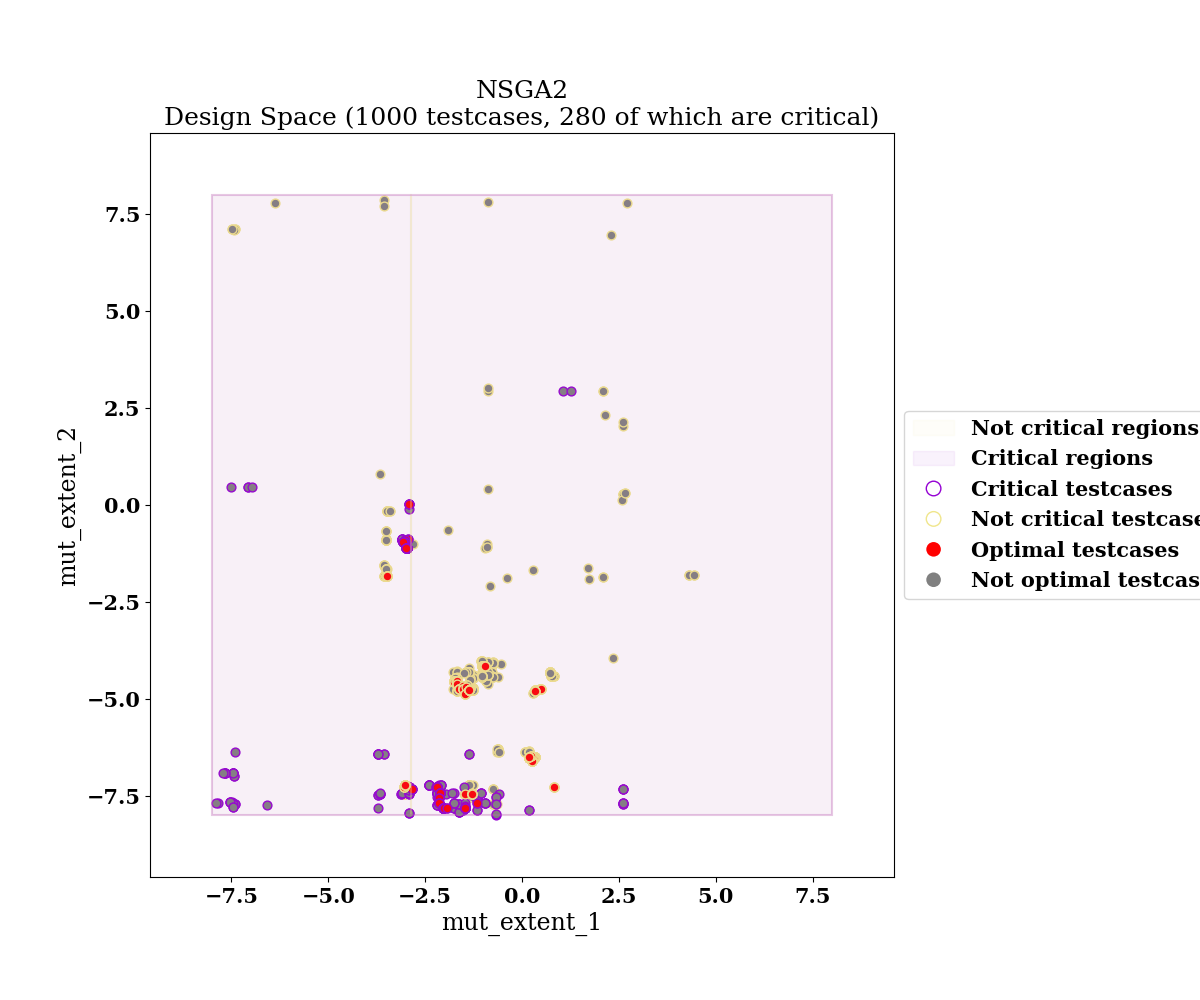 NSGA2
Design Space (1000 testcases, 280 of which are critical)
mut_extent_2
7.5
5.0
2.5
0.0
−2.5
−5.0
−7.5
−7.5
−5.0
−2.5
0.0
2.5
5.0
7.5
mut_extent_1
Not critical regions
Critical regions
Critical testcases
Not critical testcase
Optimal testcases
Not optimal testcas